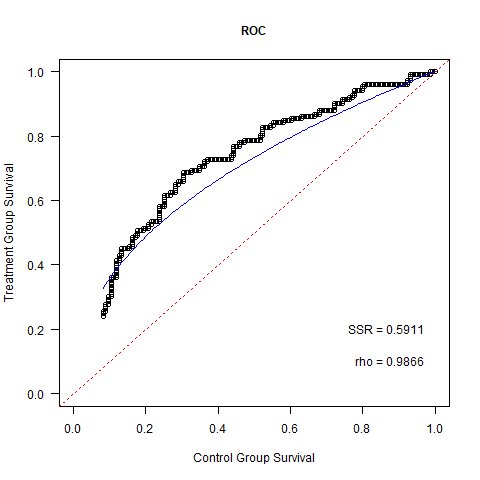 ROC
Treatment Group Survival
1.0
0.8
0.6
0.4
0.2
0.0
SSR = 0.5911
rho = 0.9866
0.0 0.2 0.4 0.6 0.8 1.0
Control Group Survival